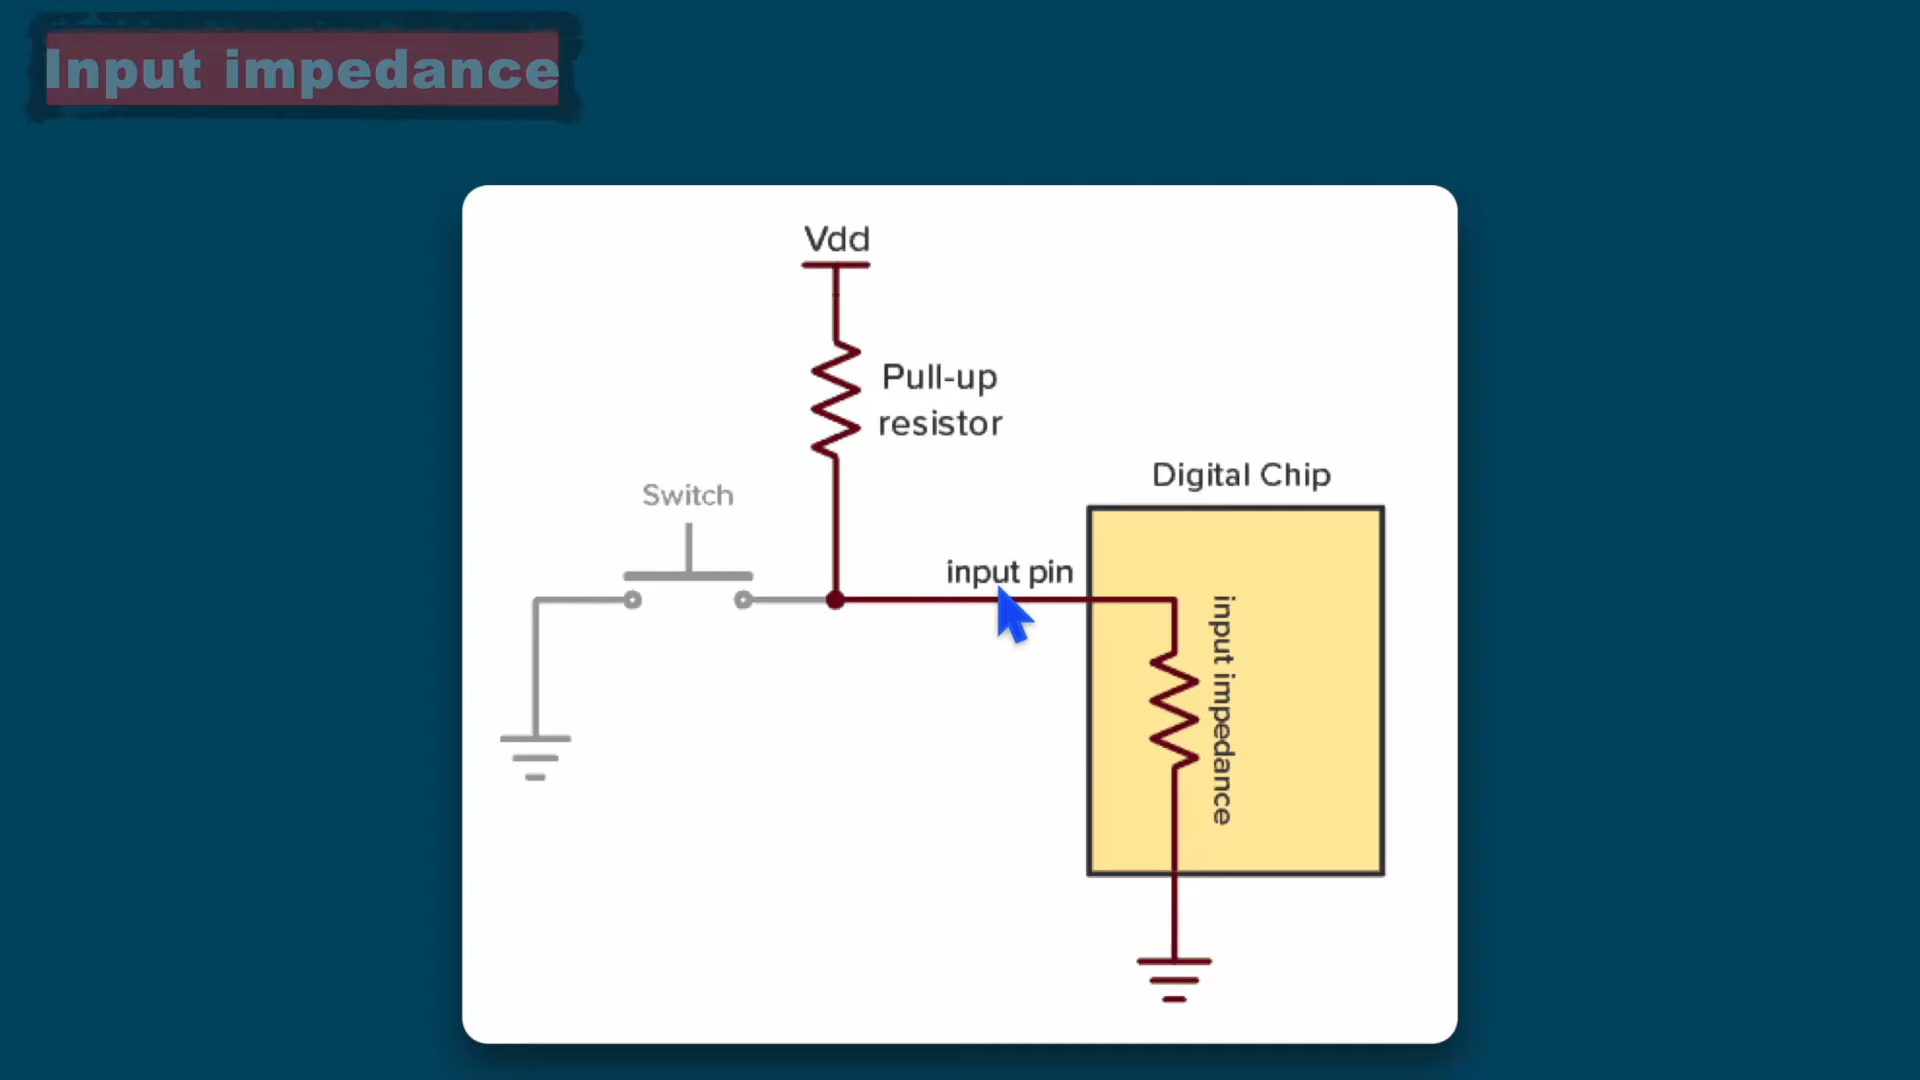 Input impedance
Vdd
Pull-up
resistor
Digital Chip
Switch
input pin
input impedance